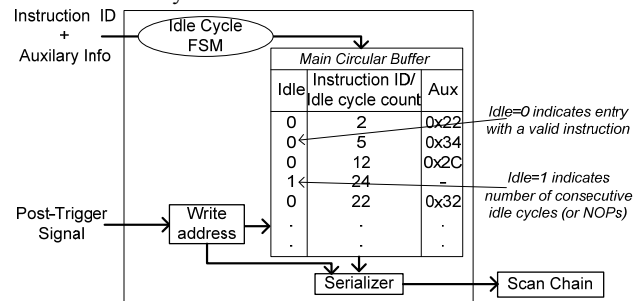 Instruction ID
+
Auxilary Info
Idle Cycle
FSM
Main Circular Buffer
Idle
Instruction ID/
Idle cycle count
Aux
0 2 0x22
0 5 0x34
0 12 0x2C
1 24 -
0 22 0x32
. . .
. . .
Idle=0 indicates entry
with a valid instruction
Idle=1 indicates
number of consecutive
idle cycles (or NOPs)
Post-Trigger
Signal
Write
address
Serializer
Scan Chain